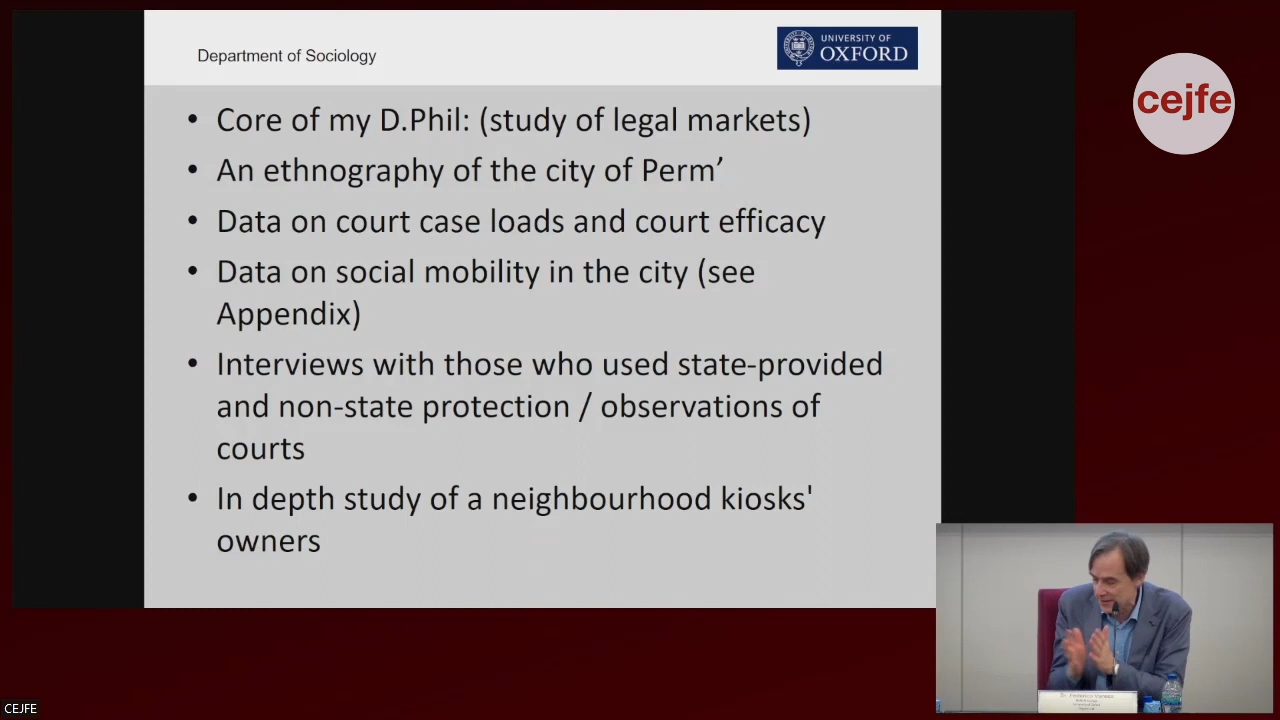 Department of Sociology
UNIVERSITY OF
OXFORD
cejfe
• Core of my D.Phil: (study of legal markets)
• An ethnography of the city of Perm’
• Data on court case loads and court efficacy
• Data on social mobility in the city (see
Appendix)
• Interviews with those who used state-provided
and non-state protection / observations of
courts
• In depth study of a neighbourhood kiosks'
owners
CEJFE